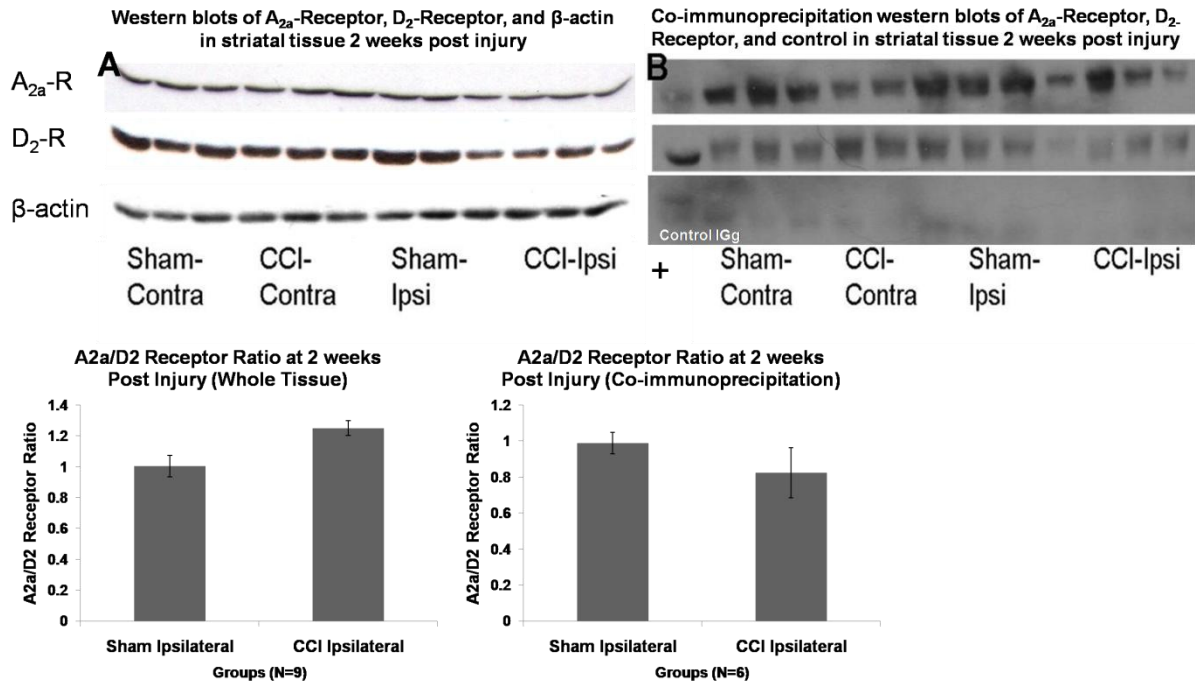 Western blots of A2a-Receptor, D2-Receptor, and β-actin
in striatal tissue 2 weeks post injury
A
A2a-R
D2-R
β-actin
Sham-
Contra
CCI-
Contra
Sham-
Ipsi
CCI-Ipsi
Co-immunoprecipitation western blots of A2a-Receptor, D2-
Receptor, and control in striatal tissue 2 weeks post injury
B
Control IGg
+
Sham-
Contra
CCI-
Contra
Sham-
Ipsi
CCI-Ipsi
A2a/D2 Receptor Ratio at 2 weeks
Post Injury (Whole Tissue)
A2a/D2 Receptor Ratio
1.4
1.2
1
0.8
0.6
0.4
0.2
0
Sham Ipsilateral
CCI Ipsilateral
Groups (N=9)
A2a/D2 Receptor Ratio at 2 weeks
Post Injury (Co-immunoprecipitation)
A2a/D2 Receptor Ratio
1.2
1
0.8
0.6
0.4
0.2
0
Sham Ipsilateral
CCI Ipsilateral
Groups (N=6)